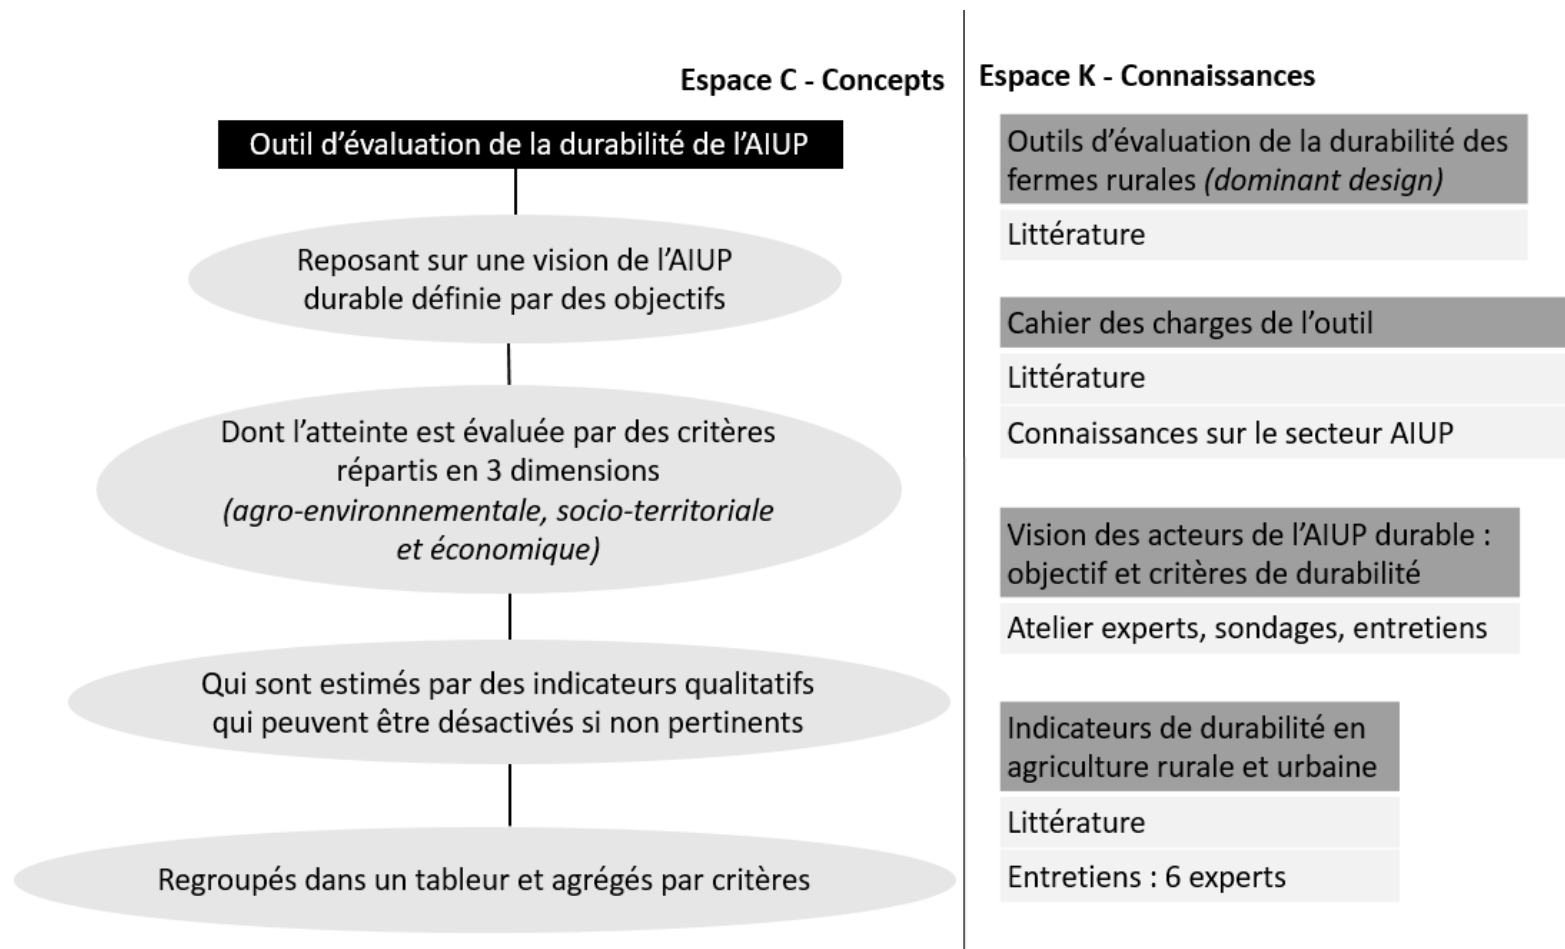 Espace C - Concepts
Outil d’évaluation de la durabilité de l’AIUP
Reposant sur une vision de l’AIUP
durable définie par des objectifs
Dont l’atteinte est évaluée par des critères
répartis en 3 dimensions
(agro-environnementale, socio-territoriale
et économique)
Qui sont estimés par des indicateurs qualitatifs
qui peuvent être désactivés si non pertinents
Regroupés dans un tableur et agrégés par critères
Espace K - Connaissances
Outils d’évaluation de la durabilité des
fermes rurales (dominant design)
Littérature
Cahier des charges de l’outil
Littérature
Connaissances sur le secteur AIUP
Vision des acteurs de l’AIUP durable :
objectif et critères de durabilité
Atelier experts, sondages, entretiens
Indicateurs de durabilité en
agriculture rurale et urbaine
Littérature
Entretiens : 6 experts